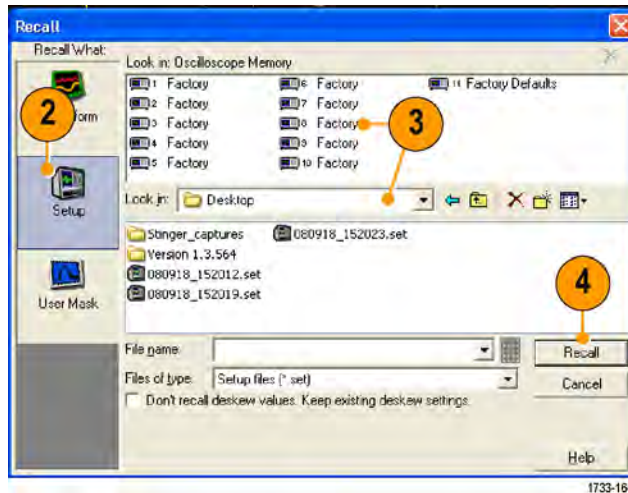 Recall
Recall What:
Look in: Oscilloscope Memory
1 Factory
2 Factory
3 Factory
4 Factory
5 Factory
6 Factory
7 Factory
8 Factory
9 Factory
10 Factory
11 Factory Defaults
2
form
3
Setup
User Mask
Look in: Desktop
Stinger_captures
Version 1.3.564
080918_152012.set
080918_152019.set
080918_152023.set
4
File name:
Recall
Files of type: Setup files (*.set)
Cancel
Don't recall deskew values. Keep existing deskew settings.
Help
1733-16